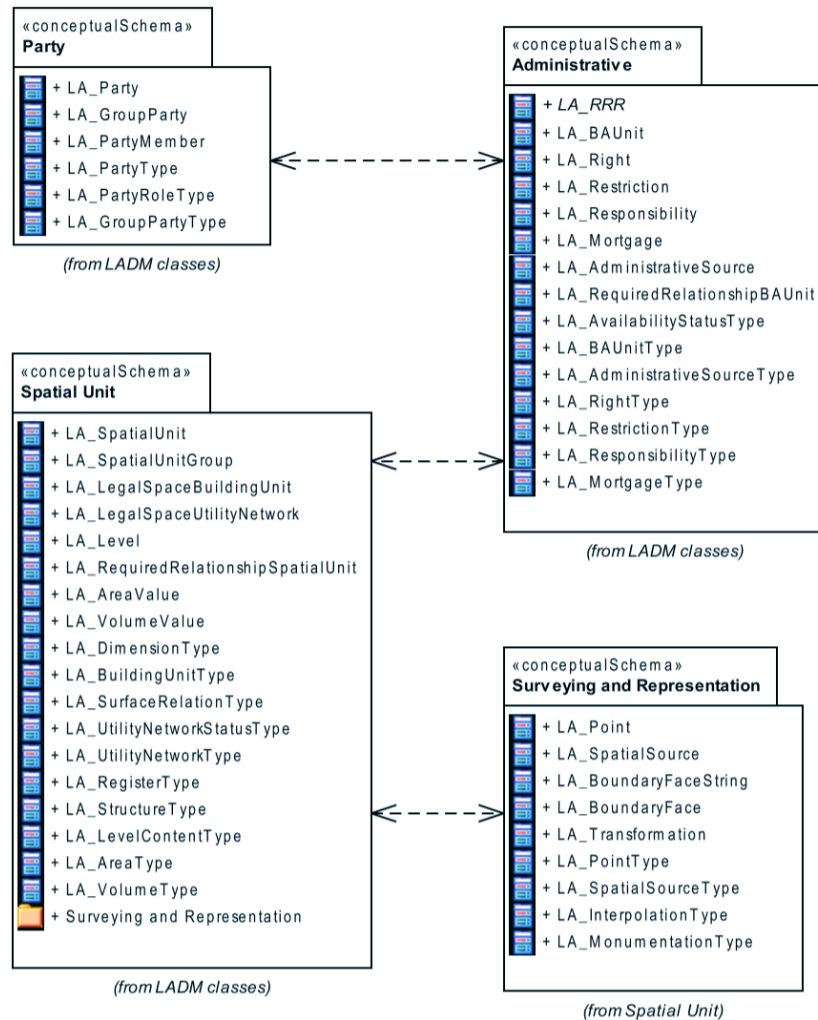 «conceptualSchema»
Party
+ LA_Party
+ LA_GroupParty
+ LA_PartyMember
+ LA_PartyType
+ LA_PartyRoleType
+ LA_GroupPartyType
(from LADM classes)
«conceptualSchema»
Administrative
+ LA_RRR
+ LA_BAUnit
+ LA_Right
+ LA_Restriction
+ LA_Responsibility
+ LA_Mortgage
+ LA_AdministrativeSource
+ LA_RequiredRelationshipBAUnit
+ LA_AvailabilityStatusType
+ LA_BAUnitType
+ LA_AdministrativeSourceType
+ LA_RightType
+ LA_RestrictionType
+ LA_ResponsibilityType
+ LA_MortgageType
(from LADM classes)
«conceptualSchema»
Spatial Unit
+ LA_SpatialUnit
+ LA_SpatialUnitGroup
+ LA_LegalSpaceBuildingUnit
+ LA_LegalSpaceUtilityNetwork
+ LA_Level
+ LA_RequiredRelationshipSpatialUnit
+ LA_AreaValue
+ LA_VolumeValue
+ LA_DimensionType
+ LA_BuildingUnitType
+ LA_SurfaceRelationType
+ LA_UtilityNetworkStatusType
+ LA_UtilityNetworkType
+ LA_RegisterType
+ LA_StructureType
+ LA_LevelContentType
+ LA_AreaType
+ LA_VolumeType
+ Surveying and Representation
(from LADM classes)
«conceptualSchema»
Surveying and Representation
+ LA_Point
+ LA_SpatialSource
+ LA_BoundaryFaceString
+ LA_BoundaryFace
+ LA_Transformation
+ LA_PointType
+ LA_SpatialSourceType
+ LA_InterpolationType
+ LA_MonumentationType
(from Spatial Unit)